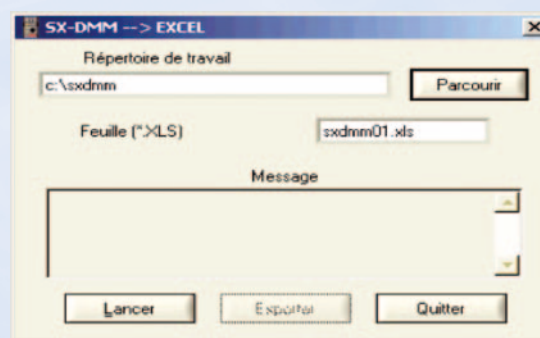 SX-DMM --> EXCEL
Répertoire de travail
c:\sxdmm
Parcourir
Feuille (*.XLS)
sxdmm01.xls
Message
Lancer
Exporter
Quitter